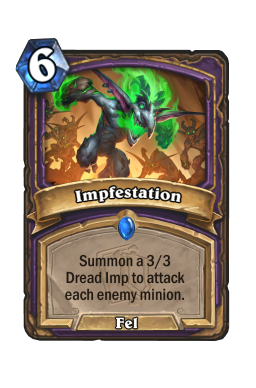 6
Impfestation
Summon a 3/3
Dread Imp to attack
each enemy minion.
Fel